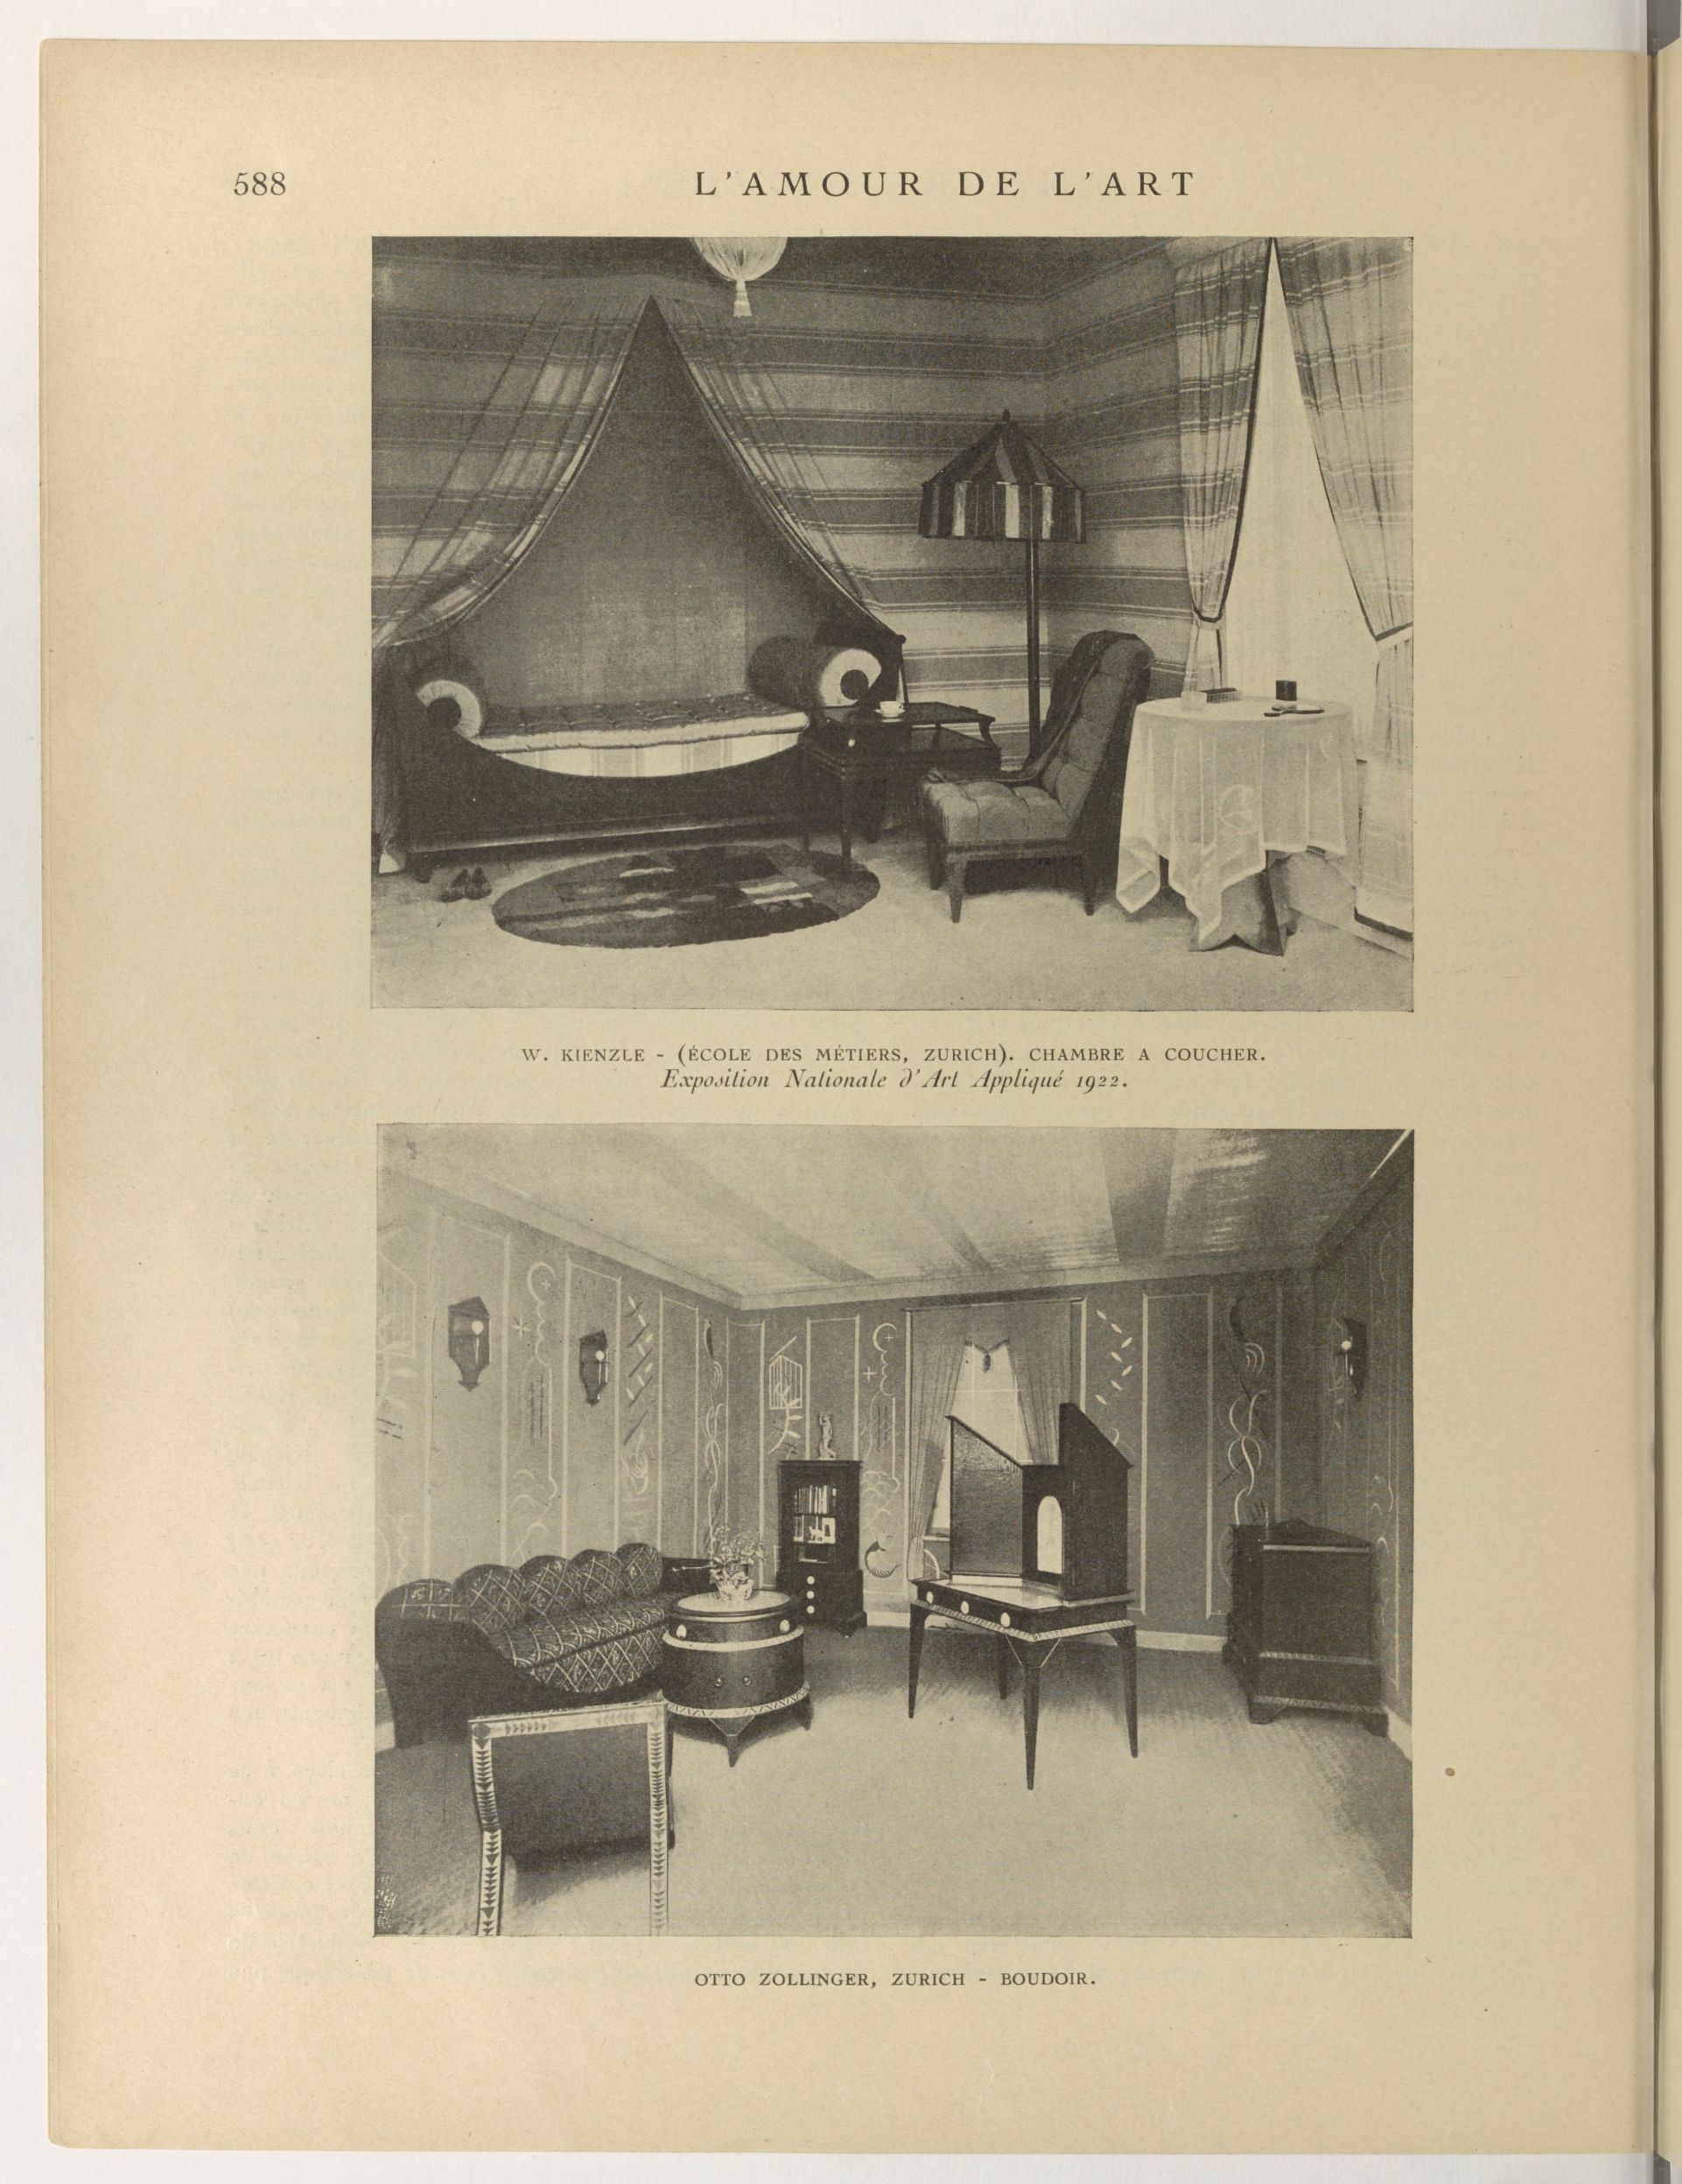 588
L'AMOUR DE L'ART
W. KIENZLE - (ÉCOLE DES MÉTIERS, ZURICH). CHAMBRE A COUCHER.
Exposition Nationale d'Art Appliqué 1922.
OTTO ZOLLINGER, ZURICH - BOUDOIR.